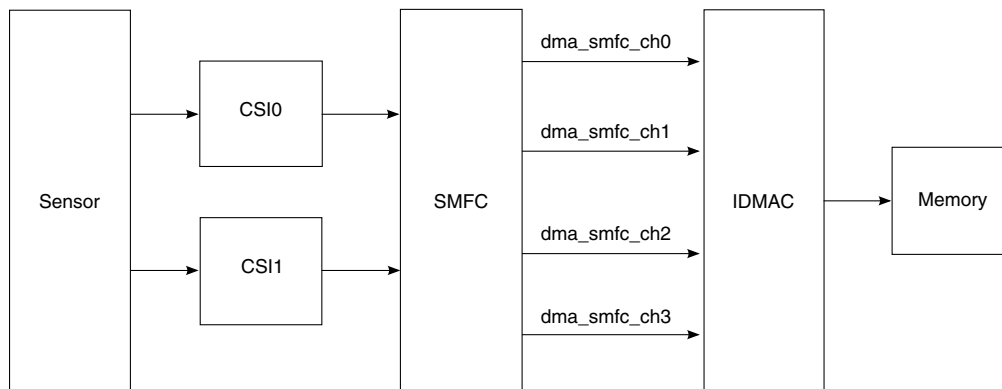 dma_smfc_ch0
CSI0
dma_smfc_ch1
Sensor
SMFC
IDMAC
Memory
dma_smfc_ch2
CSI1
dma_smfc_ch3